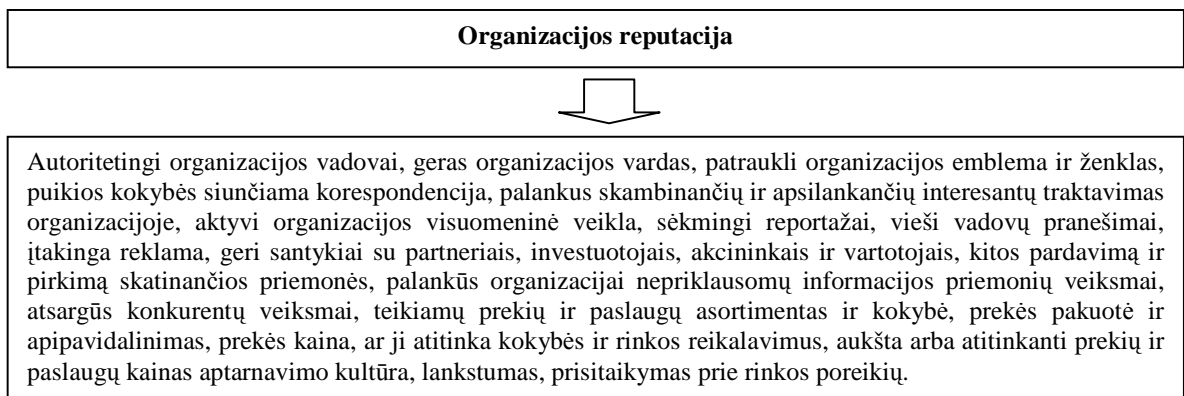 Organizacijos reputacija
Autoritetingi organizacijos vadovai, geras organizacijos vardas, patraukli organizacijos emblema ir ženklas,
puikios kokybės siunčiama korespondencija, palankus skambinančių ir apsilankančių interesantų traktavimas
organizacijoje, aktyvi organizacijos visuomeninė veikla, sėkmingi reportažai, vieši vadovų pranešimai,
įtakinga reklama, geri santykiai su partneriais, investuotojais, akcininkais ir vartotojais, kitos pardavimą ir
pirkimą skatinančios priemonės, palankūs organizacijai nepriklausomų informacijos priemonių veiksmai,
atsargūs konkurentų veiksmai, teikiamų prekių ir paslaugų asortimentas ir kokybė, prekės pakuotė ir
apipavidalinimas, prekės kaina, ar ji atitinka kokybės ir rinkos reikalavimus, aukšta arba atitinkanti prekių ir
paslaugų kainas aptarnavimo kultūra, lankstumas, prisitaikymas prie rinkos poreikių.